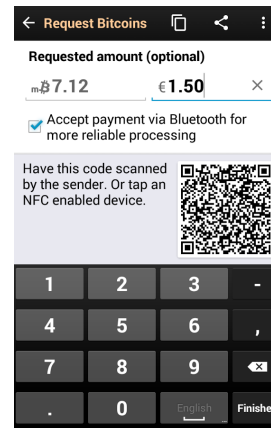 Request Bitcoins
Requested amount (optional)
m₿7.12 €1.50
Accept payment via Bluetooth for
more reliable processing
Have this code scanned
by the sender. Or tap an
NFC enabled device.
1 2 3 -
4 5 6 ,
7 8 9
. 0 English Finishe